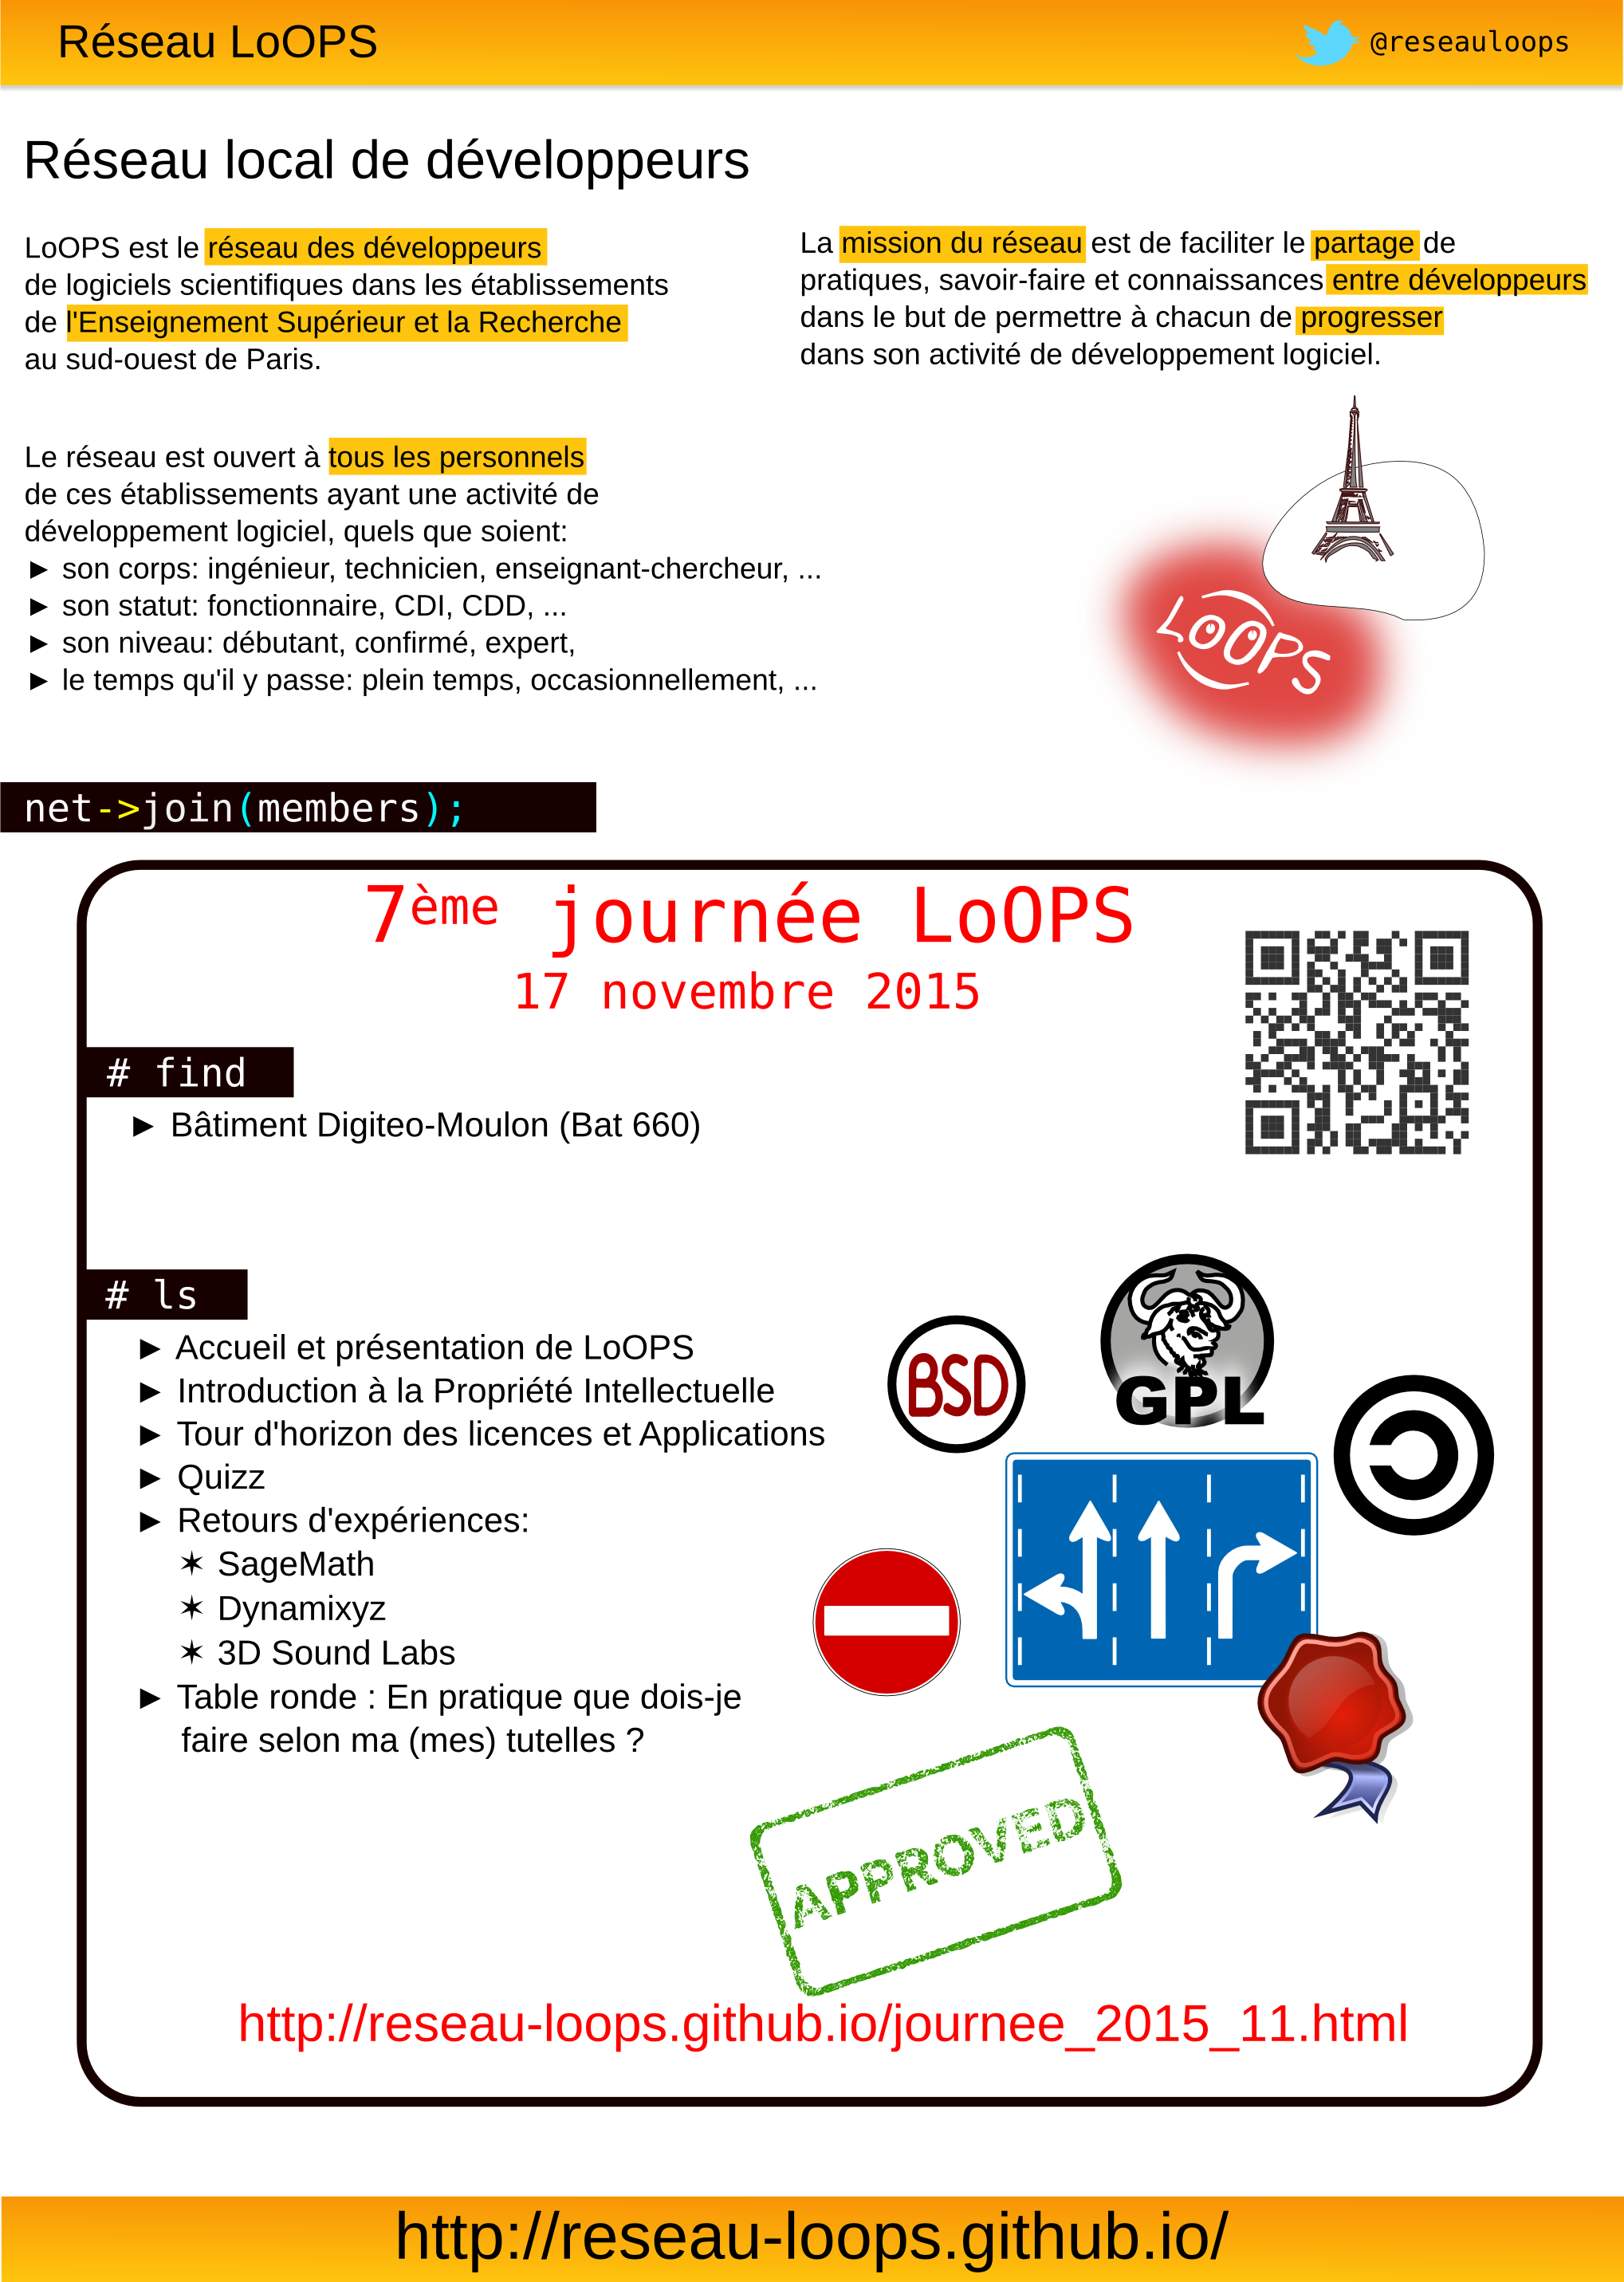 Réseau LoOPS
@reseauloops
Réseau local de développeurs
LoOPS est le réseau des développeurs
de logiciels scientifiques dans les établissements
de l'Enseignement Supérieur et la Recherche
au sud-ouest de Paris.
La mission du réseau est de faciliter le partage de
pratiques, savoir-faire et connaissances entre développeurs
dans le but de permettre à chacun de progresser
dans son activité de développement logiciel.
Le réseau est ouvert à tous les personnels
de ces établissements ayant une activité de
développement logiciel, quels que soient:
► son corps: ingénieur, technicien, enseignant-chercheur, ...
► son statut: fonctionnaire, CDI, CDD, ...
► son niveau: débutant, confirmé, expert,
► le temps qu'il y passe: plein temps, occasionnellement, ...
LoOPS
net->join(members);
7ème journée LoOPS
17 novembre 2015
# find
► Bâtiment Digiteo-Moulon (Bat 660)
# ls
► Accueil et présentation de LoOPS
► Introduction à la Propriété Intellectuelle
► Tour d'horizon des licences et Applications
► Quizz
► Retours d'expériences:
✶ SageMath
✶ Dynamixyz
✶ 3D Sound Labs
► Table ronde : En pratique que dois-je
faire selon ma (mes) tutelles ?
BSD
GPL
APPROVED
http://reseau-loops.github.io/journee_2015_11.html
http://reseau-loops.github.io/